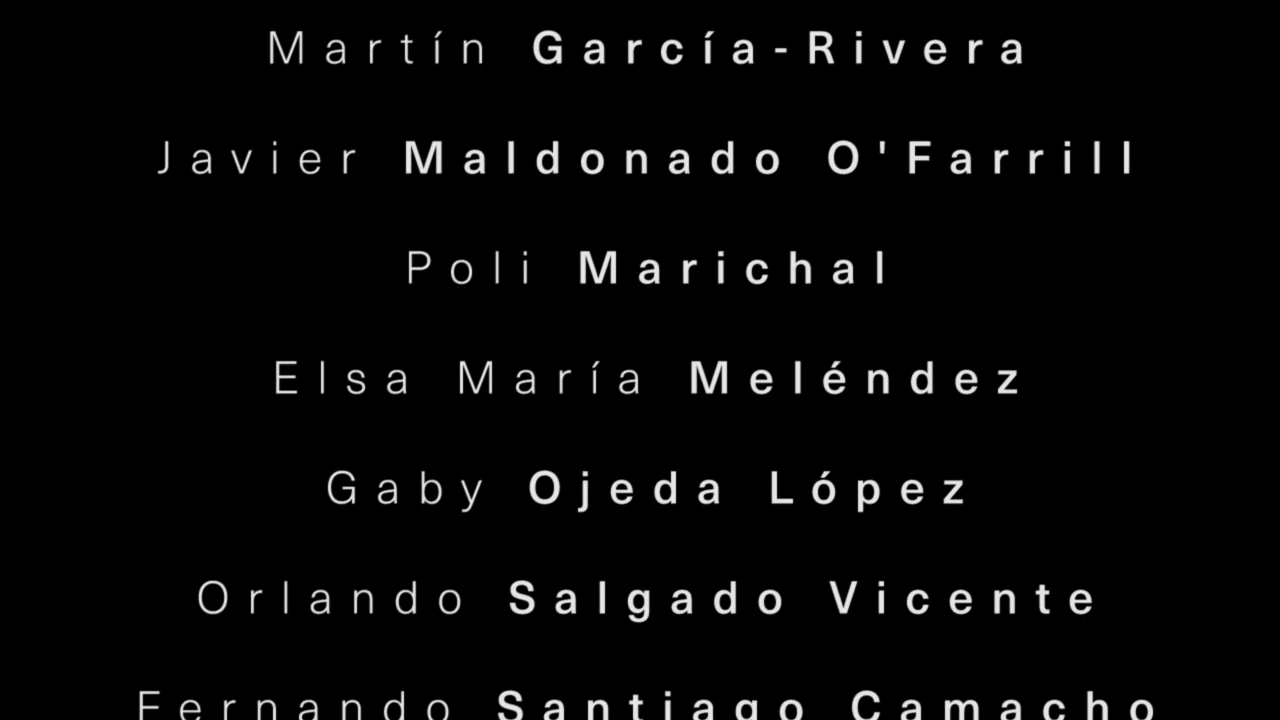 Martín García-Rivera
Javier Maldonado O'Farrill
Poli Marichal
Elsa María Meléndez
Gaby Ojeda López
Orlando Salgado Vicente
Fernando Santiago Camacho